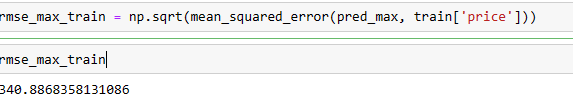 rmse_max_train = np.sqrt(mean_squared_error(pred_max, train['price']))
rmse_max_train
340.8868358131086